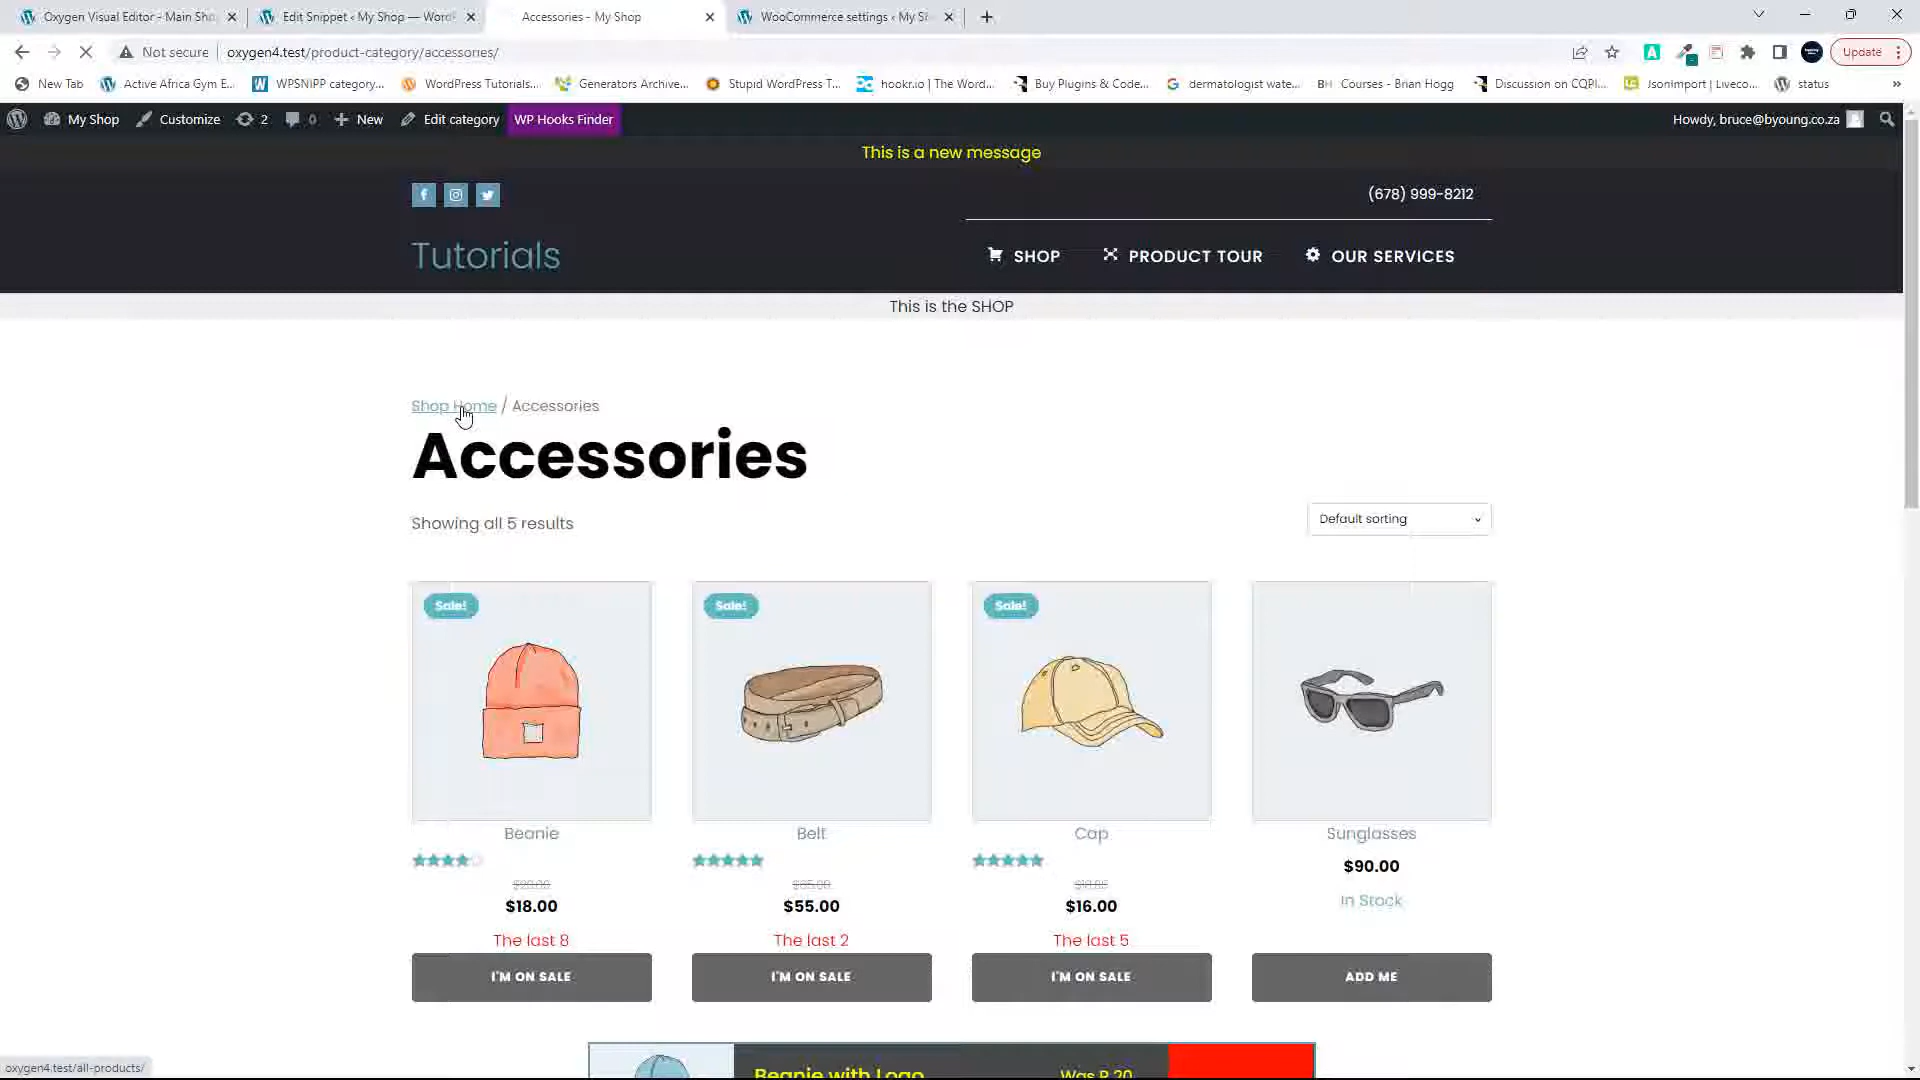 Oxygen Visual Editor - Main Sho
Edit Snippet ‹ My Shop — Word
Accessories - My Shop
WooCommerce settings ‹ My S
Not secure
oxygen4.test/product-category/accessories/
Update
New Tab
Active Africa Gym E...
WPSNIPP category...
WordPress Tutorials...
Generators Archive...
Stupid WordPress T...
hookr.io | The Word...
Buy Plugins & Code...
dermatologist wate...
BH Courses - Brian Hogg
Discussion on CQPI...
Jsonimport | Liveco...
status
»
My Shop
Customize
2
0
New
Edit category
WP Hooks Finder
Howdy, bruce@byoung.co.za
This is a new message
(678) 999-8212
Tutorials
SHOP
PRODUCT TOUR
OUR SERVICES
This is the SHOP
Shop Home / Accessories
Accessories
Showing all 5 results
Default sorting
Sale!
Sale!
Sale!
Beanie
Belt
Cap
Sunglasses
$90.00
$20.00
$65.00
$18.00
$55.00
$16.00
In Stock
The last 8
The last 2
The last 5
I'M ON SALE
I'M ON SALE
I'M ON SALE
ADD ME
Beanie with Logo
Was R 20
oxygen4.test/all-products/